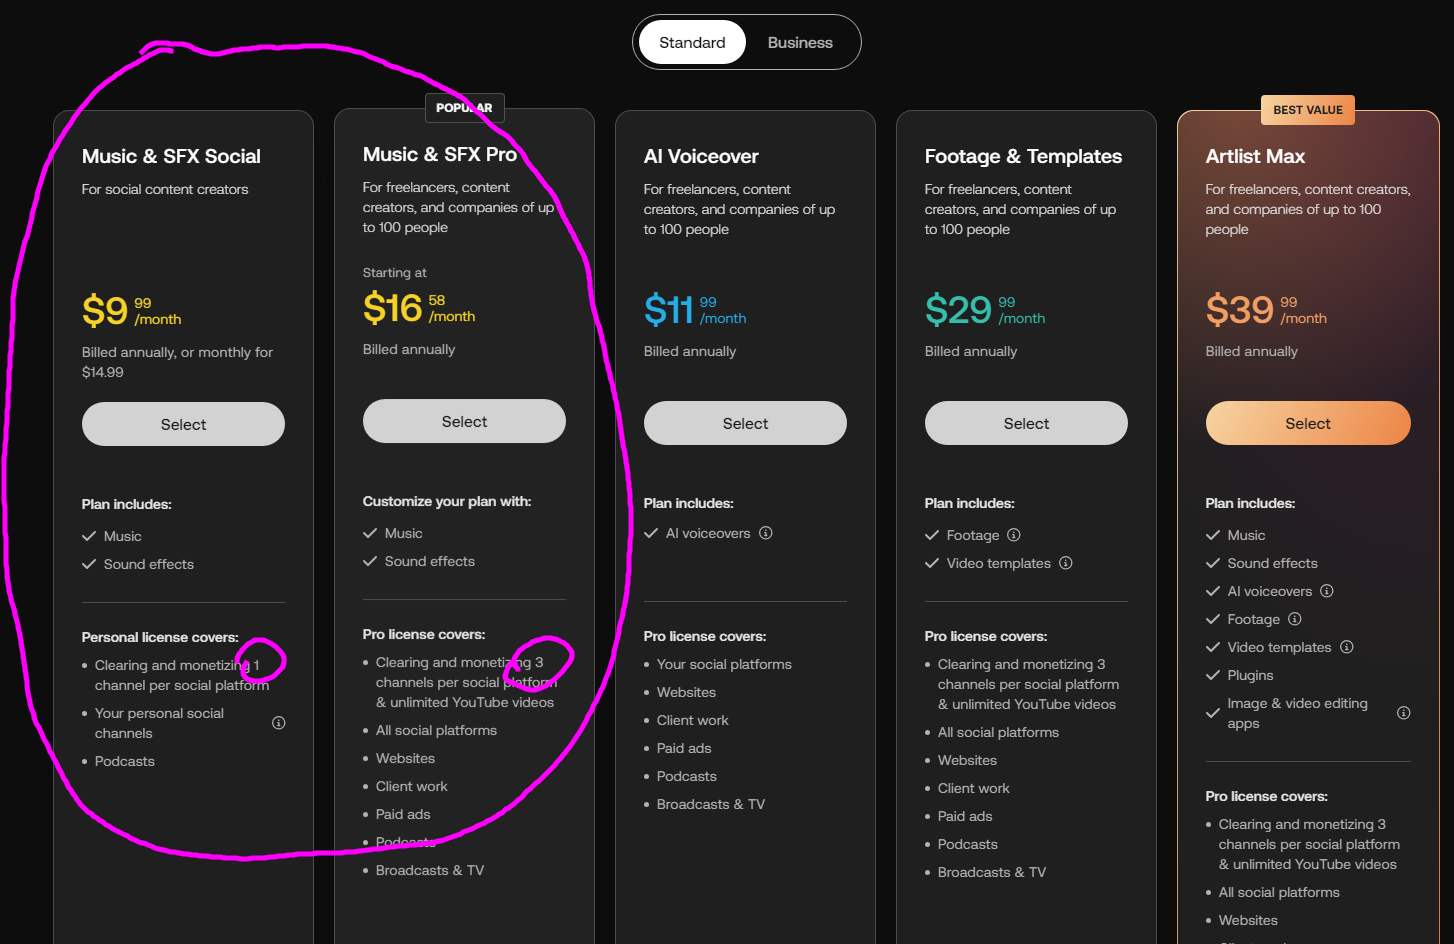 Standard
Business
Music & SFX Social
For social content creators
$9 99
/month
Billed annually, or monthly for
$14.99
Select
Plan includes:
Music
Sound effects
Personal license covers:
Clearing and monetizing 1
channel per social platform
Your personal social
channels
Podcasts
POPULAR
Music & SFX Pro
For freelancers, content
creators, and companies of up
to 100 people
Starting at
$16 58
/month
Billed annually
Select
Customize your plan with:
Music
Sound effects
Pro license covers:
Clearing and monetizing 3
channels per social platform
& unlimited YouTube videos
All social platforms
Websites
Client work
Paid ads
Podcasts
Broadcasts & TV
AI Voiceover
For freelancers, content
creators, and companies of up
to 100 people
$11 99
/month
Billed annually
Select
Plan includes:
AI voiceovers
Pro license covers:
Your social platforms
Websites
Client work
Paid ads
Podcasts
Broadcasts & TV
Footage & Templates
For freelancers, content
creators, and companies of up
to 100 people
$29 99
/month
Billed annually
Select
Plan includes:
Footage
Video templates
Pro license covers:
Clearing and monetizing 3
channels per social platform
& unlimited YouTube videos
All social platforms
Websites
Client work
Paid ads
Podcasts
Broadcasts & TV
BEST VALUE
Artlist Max
For freelancers, content creators,
and companies of up to 100
people
$39 99
/month
Billed annually
Select
Plan includes:
Music
Sound effects
AI voiceovers
Footage
Video templates
Plugins
Image & video editing
apps
Pro license covers:
Clearing and monetizing 3
channels per social platform
& unlimited YouTube videos
All social platforms
Websites